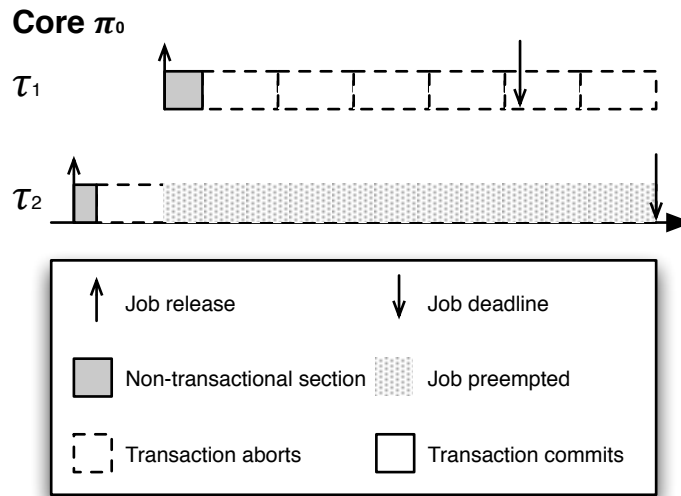 Core π₀
τ₁
τ₂
Job release
Job deadline
Non-transactional section
Job preempted
Transaction aborts
Transaction commits